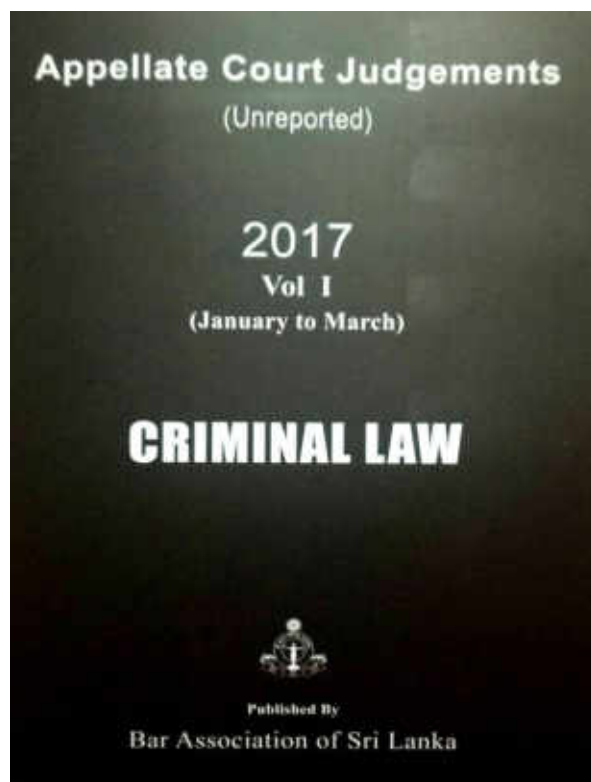 Appellate Court Judgements
(Unreported)
2017
Vol I
(January to March)
CRIMINAL LAW
Published By
Bar Association of Sri Lanka